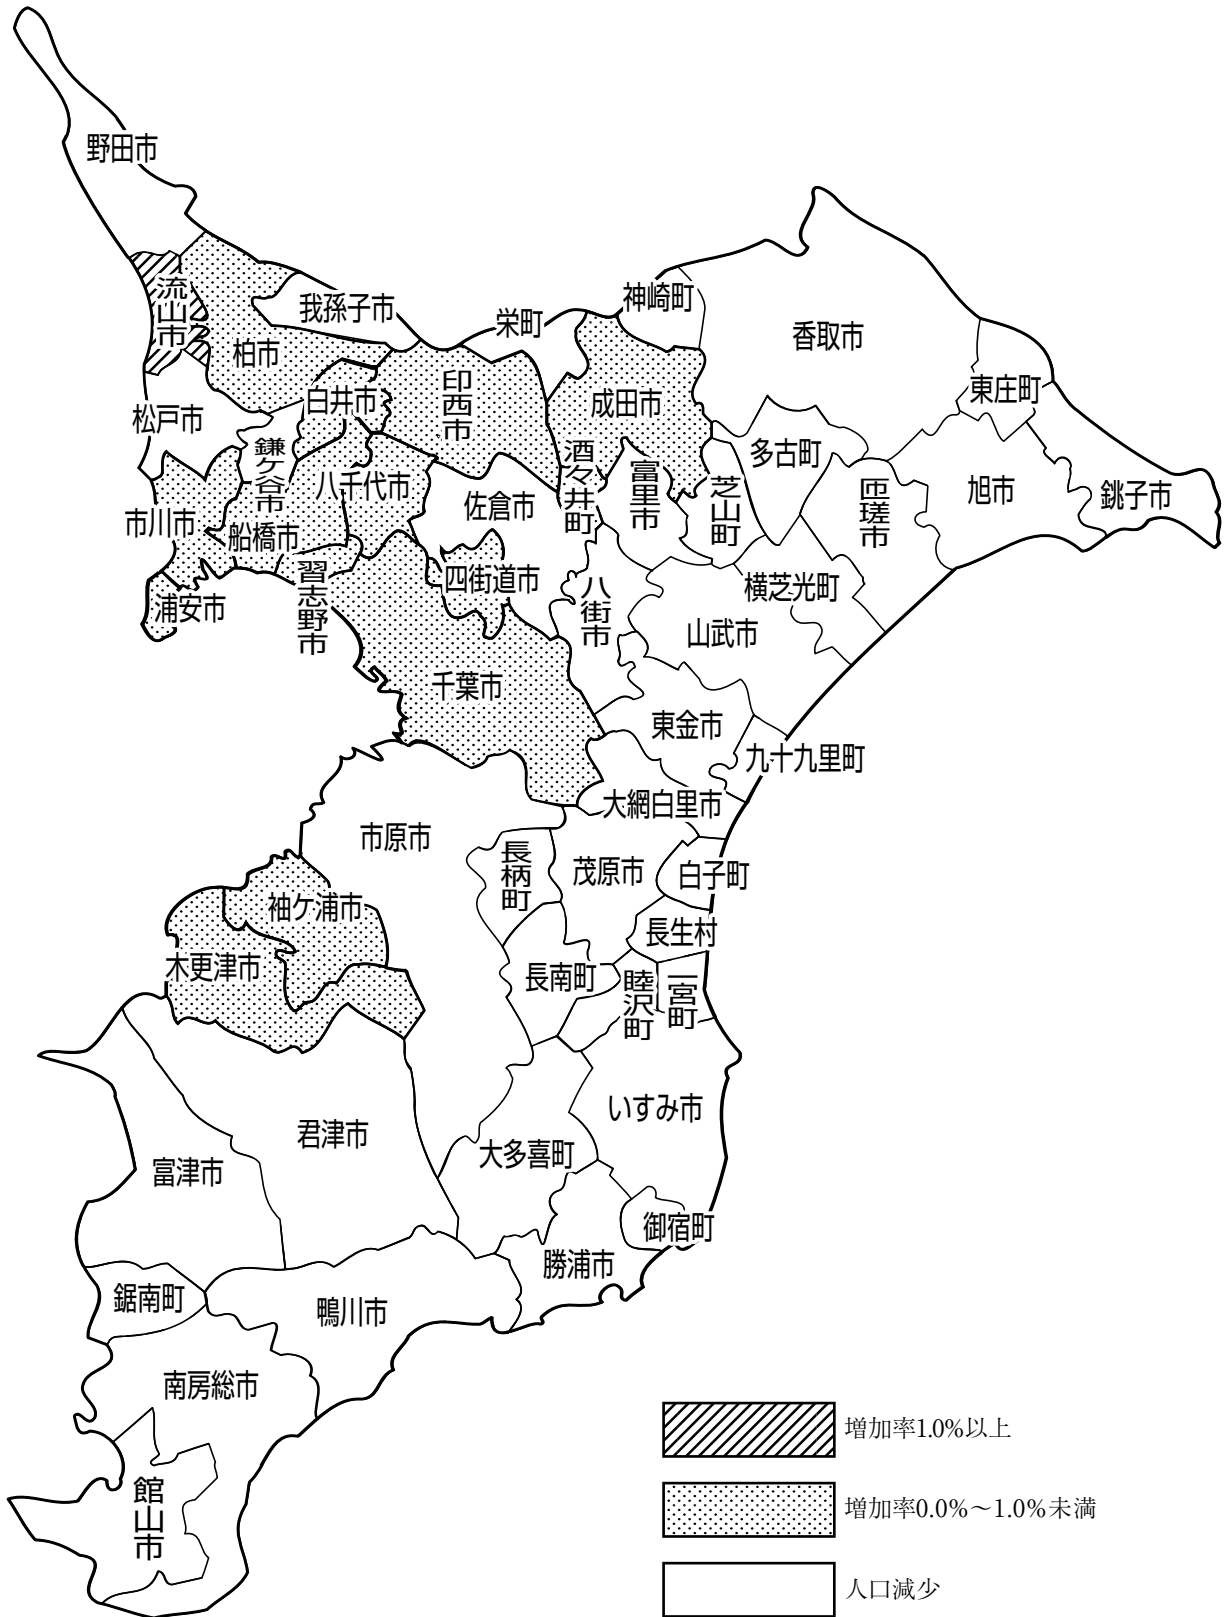 野田市
流山市
柏市
我孫子市
栄町
神崎町
香取市
東庄町
松戸市
白井市
印西市
成田市
鎌ケ谷市
八千代市
佐倉市
酒々井町
富里市
芝山町
多古町
匝瑳市
旭市
銚子市
市川市
船橋市
習志野市
四街道市
八街市
横芝光町
浦安市
山武市
千葉市
東金市
九十九里町
大網白里市
市原市
長柄町
茂原市
白子町
袖ケ浦市
長生村
木更津市
長南町
睦沢町
一宮町
いすみ市
君津市
大多喜町
富津市
御宿町
勝浦市
鋸南町
鴨川市
南房総市
館山市
増加率1.0%以上
増加率0.0%～1.0%未満
人口減少